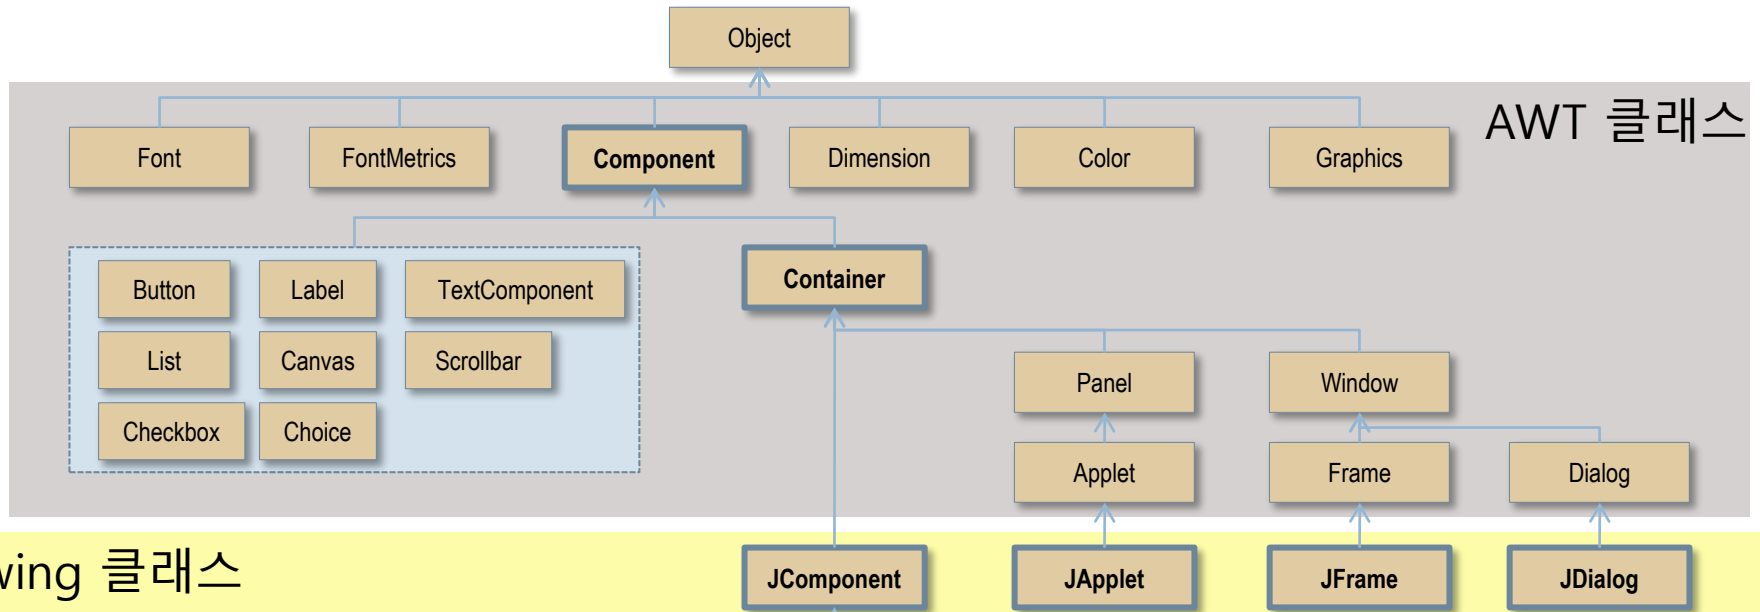 Object
AWT 클래스
Font
FontMetrics
Component
Dimension
Color
Graphics
Button
Label
TextComponent
Container
List
Canvas
Scrollbar
Panel
Window
Checkbox
Choice
Applet
Frame
Dialog
wing 클래스
JComponent
JApplet
JFrame
JDialog